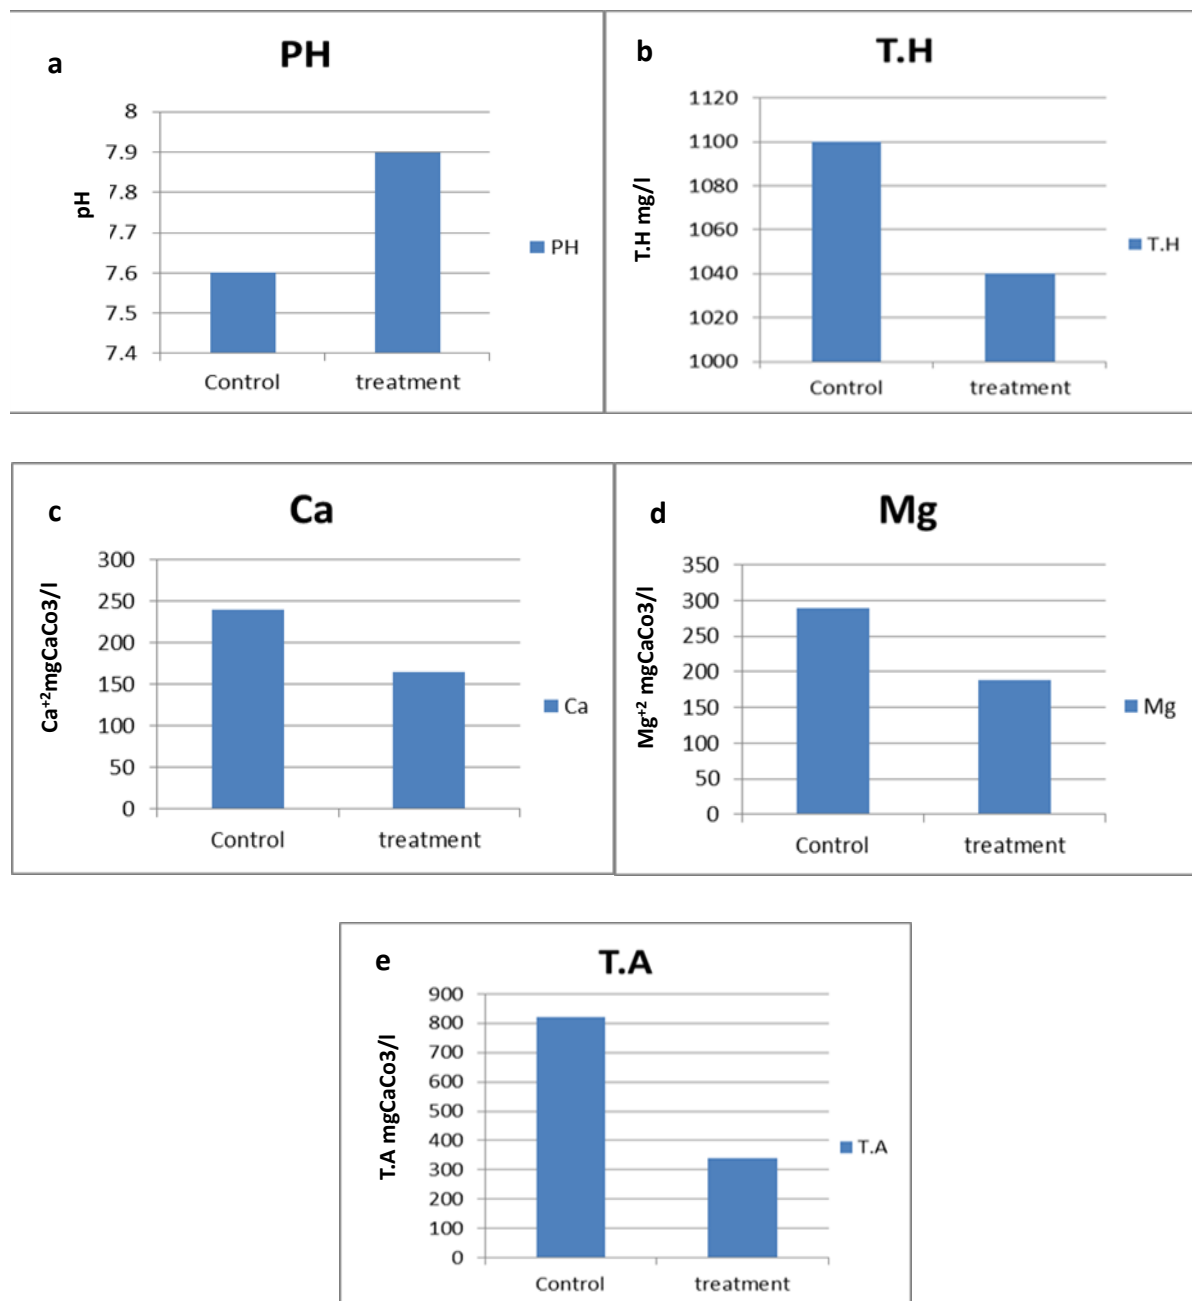 a
PH
8
7.9
7.8
7.7
7.6
7.5
7.4
pH
Control treatment
PH
b
T.H
1120
1100
1080
1060
1040
1020
1000
T.H mg/l
Control treatment
T.H
c
Ca
300
250
200
150
100
50
0
Ca+2mgCaCo3/l
Control treatment
Ca
d
Mg
350
300
250
200
150
100
50
0
Mg+2 mgCaCo3/l
Control treatment
Mg
e
T.A
900
800
700
600
500
400
300
200
100
0
T.A mgCaCo3/l
Control treatment
T.A